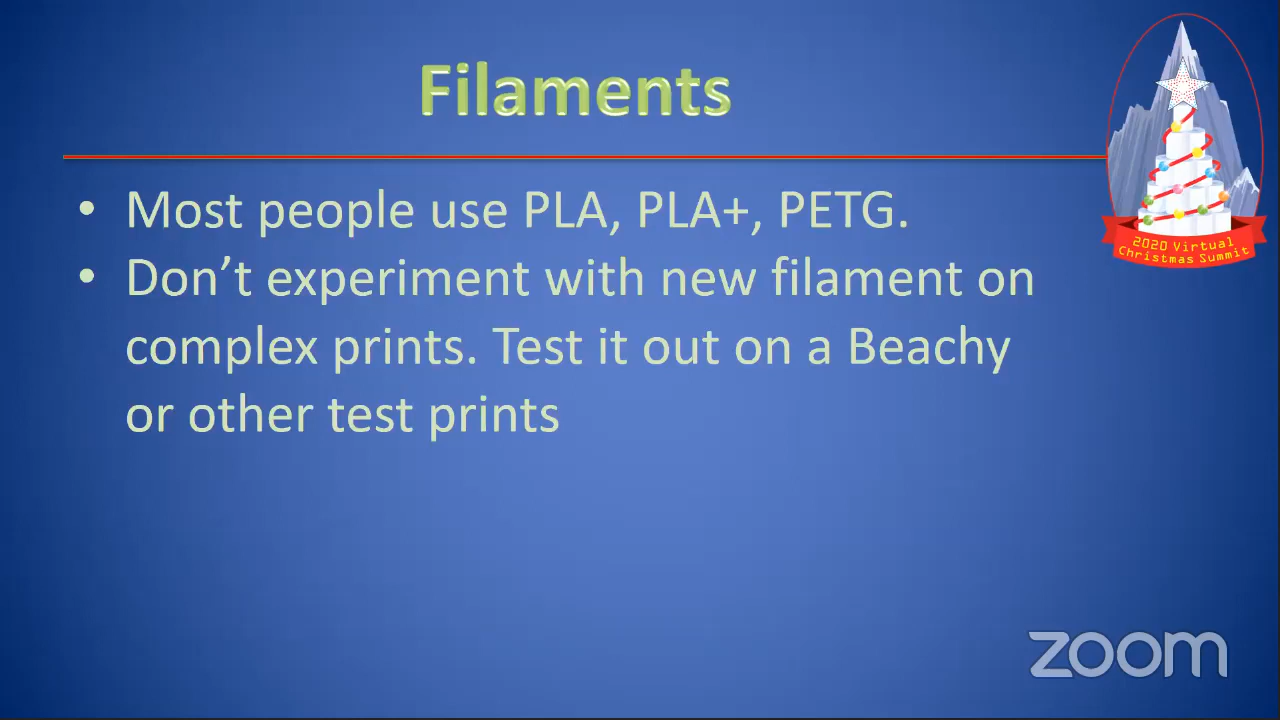 Filaments
• Most people use PLA, PLA+, PETG.
• Don’t experiment with new filament on
complex prints. Test it out on a Beachy
or other test prints
2020 Virtual
Christmas Summit
zoom